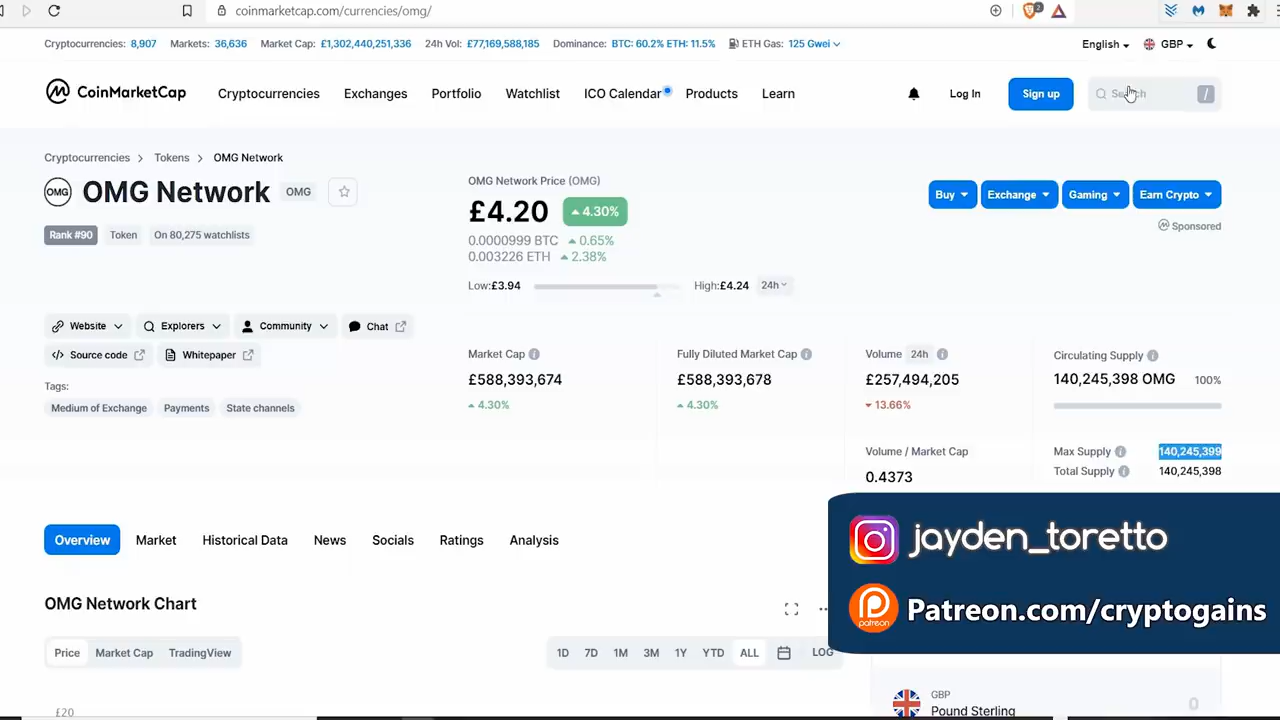 coinmarketcap.com/currencies/omg/
2
Cryptocurrencies: 8,907 Markets: 36,636 Market Cap: £1,302,440,251,336 24h Vol: £77,169,588,185 Dominance: BTC: 60.2% ETH: 11.5% ETH Gas: 125 Gwei English GBP
CoinMarketCap Cryptocurrencies Exchanges Portfolio Watchlist ICO Calendar Products Learn Log In Sign up Search /
Cryptocurrencies > Tokens > OMG Network
OMG OMG Network OMG
Rank #90 Token On 80,275 watchlists
OMG Network Price (OMG)
£4.20 4.30%
0.0000999 BTC 0.65%
0.003226 ETH 2.38%
Low:£3.94 High:£4.24 24h
Buy Exchange Gaming Earn Crypto
Sponsored
Website Explorers Community Chat
Source code Whitepaper
Tags:
Medium of Exchange Payments State channels
Market Cap
£588,393,674
4.30%
Fully Diluted Market Cap
£588,393,678
4.30%
Volume 24h
£257,494,205
13.66%
Volume / Market Cap
0.4373
Circulating Supply
140,245,398 OMG 100%
Max Supply 140,245,399
Total Supply 140,245,398
Overview Market Historical Data News Socials Ratings Analysis
OMG Network Chart
Price Market Cap TradingView
1D 7D 1M 3M 1Y YTD ALL LOG
£20
jayden_toretto
patreon
Patreon.com/cryptogains
GBP
Pound Sterling
0